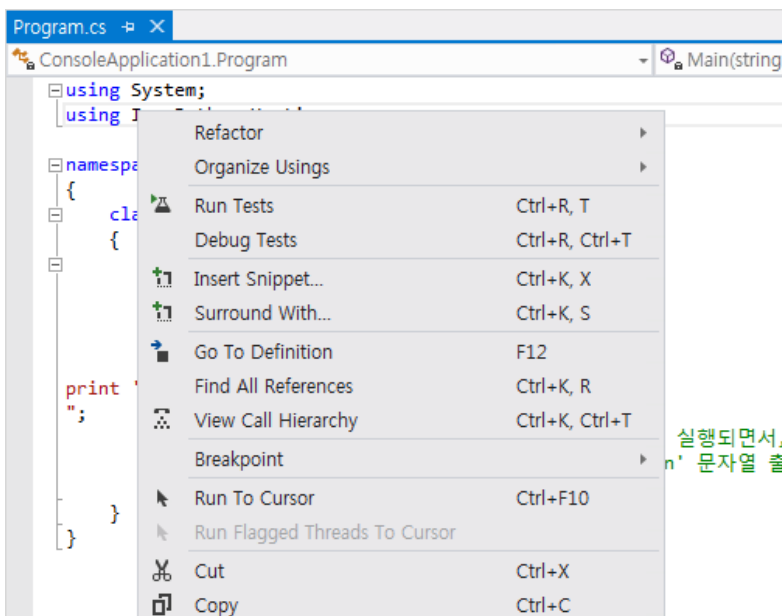 Program.cs
ConsoleApplication1.Program
Main(string
using System;
using
namespa
{
cla
{
print '
";
실행되면서,
n' 문자열 출
}
}
Refactor
Organize Usings
Run Tests Ctrl+R, T
Debug Tests Ctrl+R, Ctrl+T
Insert Snippet... Ctrl+K, X
Surround With... Ctrl+K, S
Go To Definition F12
Find All References Ctrl+K, R
View Call Hierarchy Ctrl+K, Ctrl+T
Breakpoint
Run To Cursor Ctrl+F10
Run Flagged Threads To Cursor
Cut Ctrl+X
Copy Ctrl+C